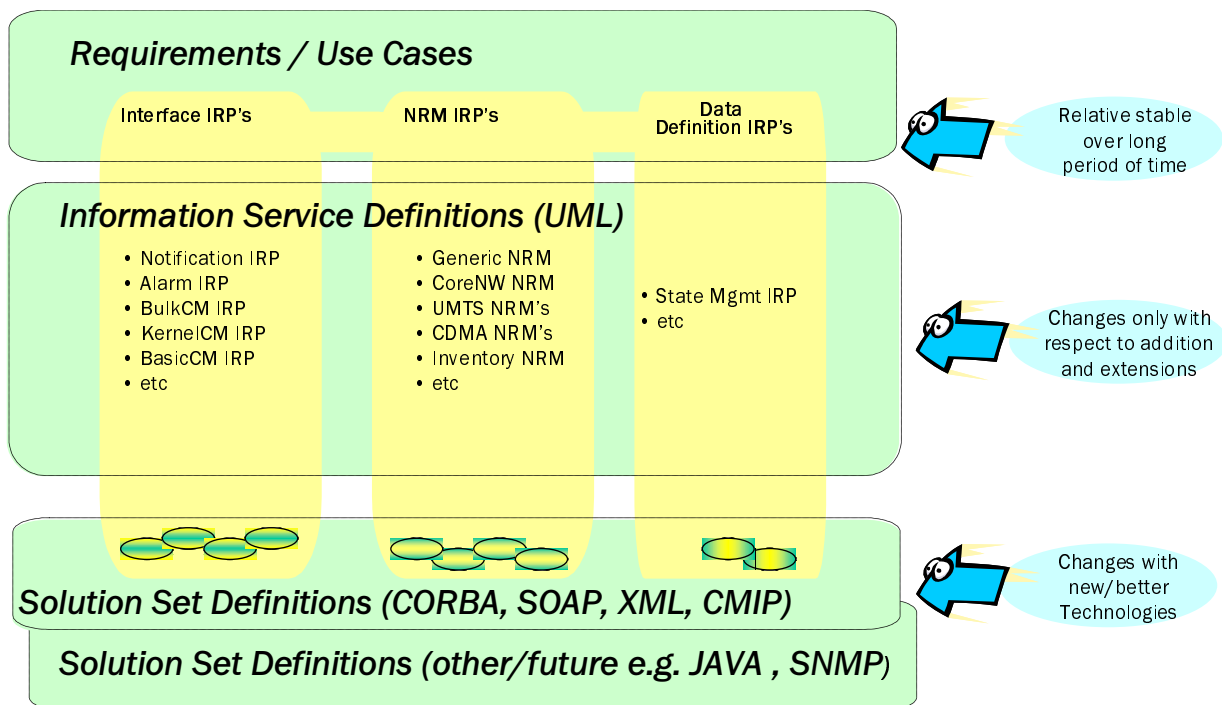 Requirements / Use Cases
Interface IRP's
NRM IRP's
Data
Definition IRP's
Relative stable
over long
period of time
Information Service Definitions (UML)
• Notification IRP
• Alarm IRP
• BulkCM IRP
• KernelCM IRP
• BasicCM IRP
• etc
• Generic NRM
• CoreNW NRM
• UMTS NRM's
• CDMA NRM's
• Inventory NRM
• etc
• State Mgmt IRP
• etc
Changes only with
respect to addition
and extensions
Solution Set Definitions (CORBA, SOAP, XML, CMIP)
Changes with
new/better
Technologies
Solution Set Definitions (other/future e.g. JAVA , SNMP)